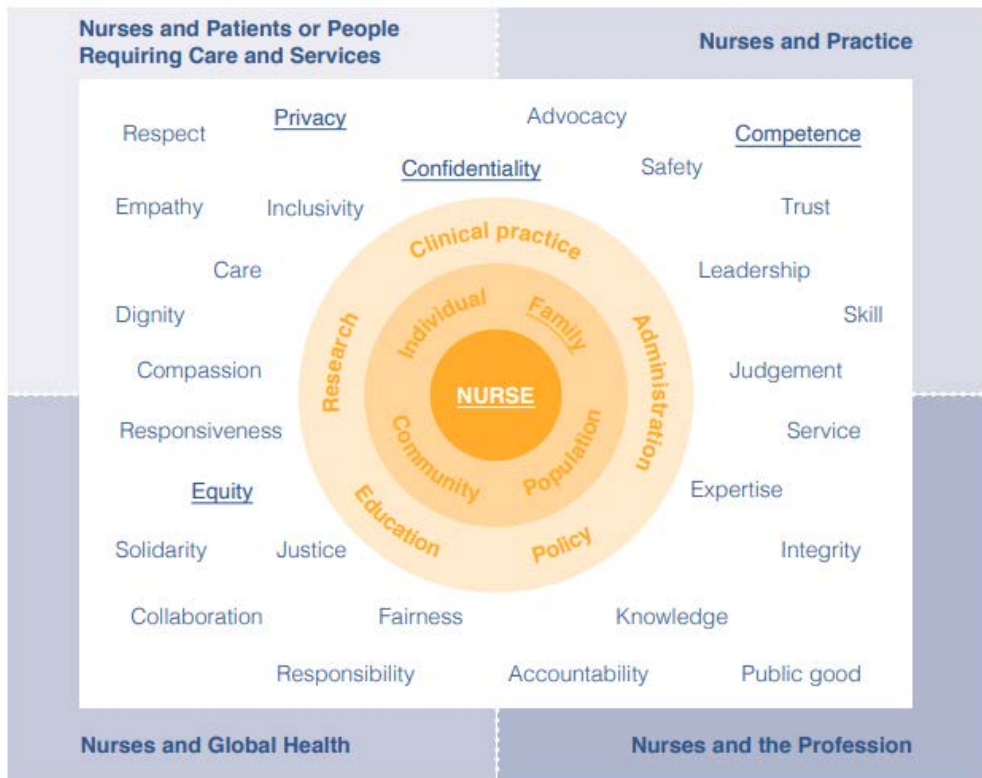 Nurses and Patients or People
Requiring Care and Services
Nurses and Practice
Respect
Privacy
Advocacy
Competence
Confidentiality
Safety
Empathy
Inclusivity
Trust
Care
Leadership
Dignity
Skill
Compassion
Judgement
Responsiveness
Service
Equity
Expertise
Solidarity
Justice
Integrity
Collaboration
Fairness
Knowledge
Responsibility
Accountability
Public good
Clinical practice
Research
Administration
Education
Policy
Individual
Family
Community
Population
NURSE
Nurses and Global Health
Nurses and the Profession